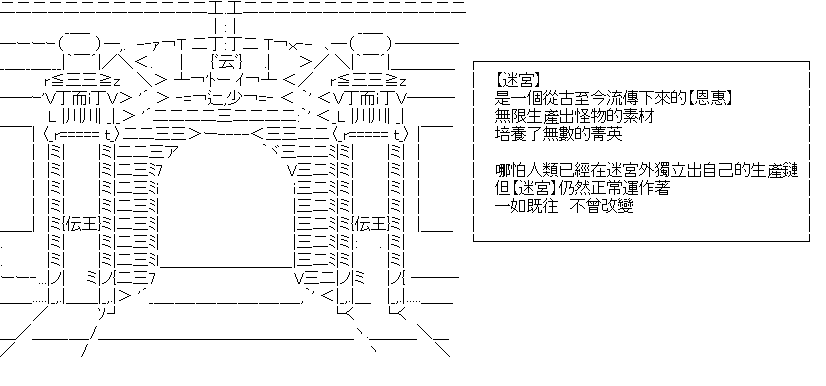 【迷宮】
是一個從古至今流傳下來的【恩惠】
無限生產出怪物的素材
培養了無數的菁英
哪怕人類已經在迷宮外獨立出自己的生產鏈
但【迷宮】仍然正常運作著
一如既往　不曾改變